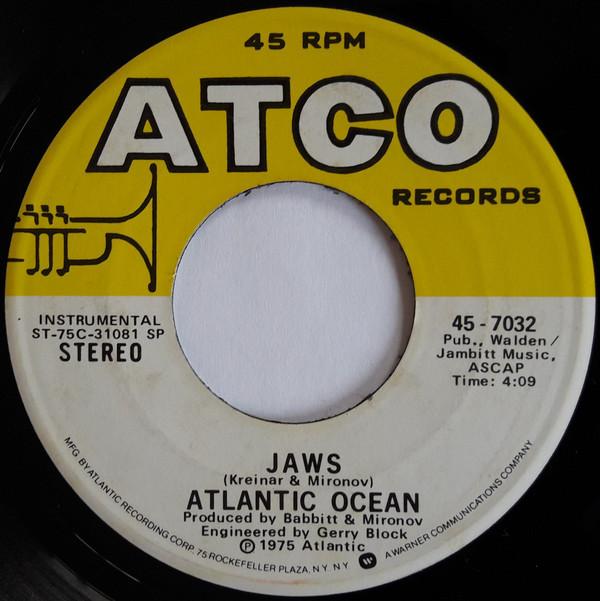 45 RPM
ATCO
RECORDS
INSTRUMENTAL
ST-75C-31081 SP
STEREO
45-7032
Pub., Walden/
Jambitt Music,
ASCAP
Time: 4:09
JAWS
(Kreinar & Mironov)
ATLANTIC OCEAN
Produced by Babbitt & Mironov
Engineered by Gerry Block
Ⓟ 1975 Atlantic
MFG. BY ATLANTIC RECORDING CORP. 75 ROCKEFELLER PLAZA, N.Y. N.Y. W A WARNER COMMUNICATIONS COMPANY